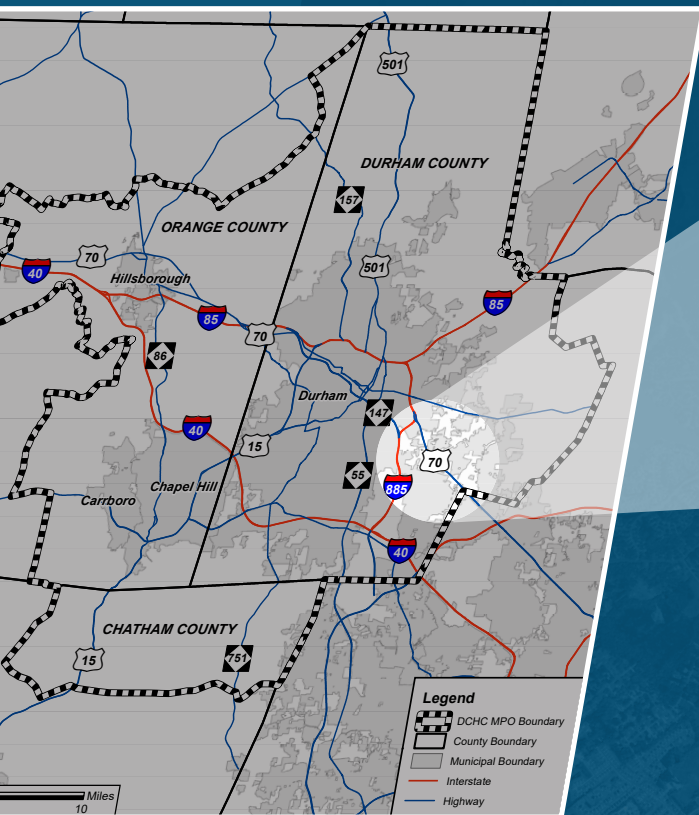 501
DURHAM COUNTY
157
ORANGE COUNTY
70
501
40
Hillsborough
85
85
70
86
Durham
147
40
15
70
55
885
Chapel Hill
Carrboro
40
CHATHAM COUNTY
15
751
Legend
DCHC MPO Boundary
County Boundary
Municipal Boundary
Interstate
Highway
Miles
10